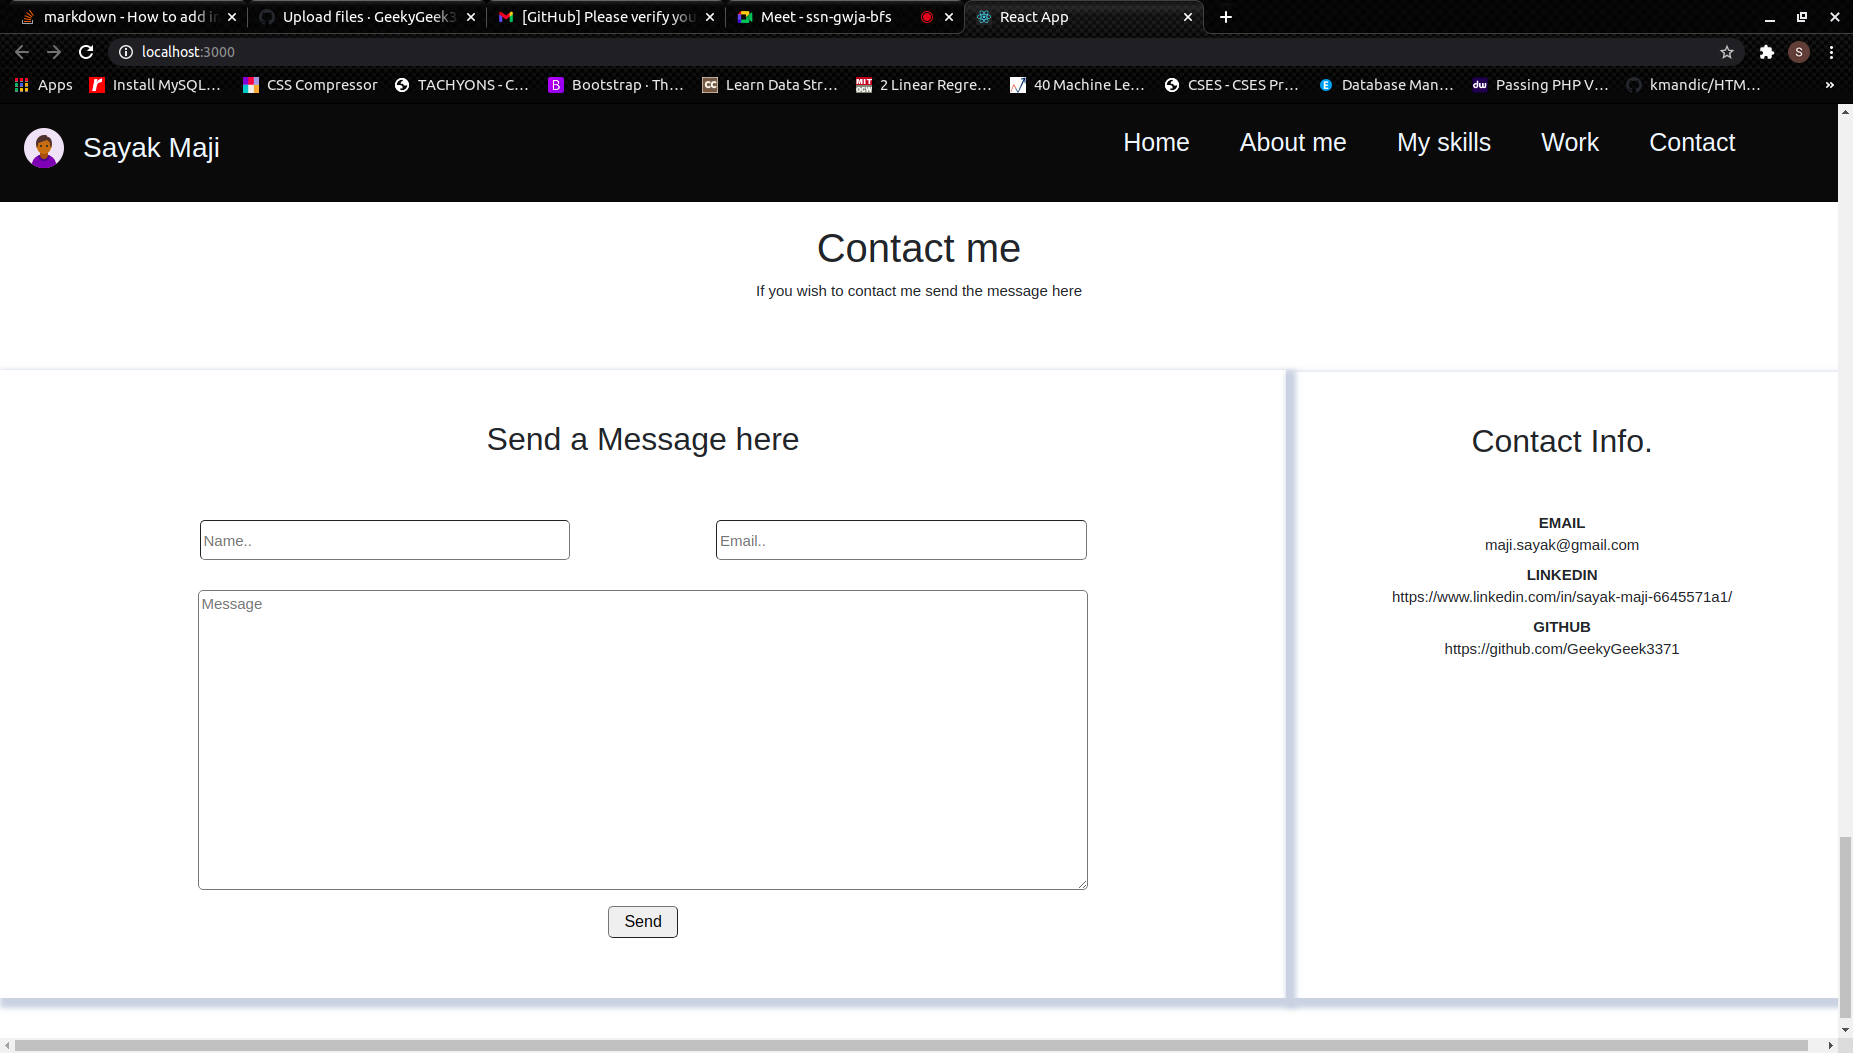 markdown - How to add in
Upload files · GeekyGeek3
[GitHub] Please verify you
Meet - ssn-gwja-bfs
React App
localhost:3000
S
Apps
Install MySQL...
CSS Compressor
TACHYONS - C...
B
Bootstrap · Th...
CC
Learn Data Str...
MIT
OCW
2 Linear Regre...
40 Machine Le...
CSES - CSES Pr...
E
Database Man...
dw
Passing PHP V...
kmandic/HTM...
»
Sayak Maji
Home
About me
My skills
Work
Contact
Contact me
If you wish to contact me send the message here
Send a Message here
Name..
Email..
Message
Send
Contact Info.
EMAIL
maji.sayak@gmail.com
LINKEDIN
https://www.linkedin.com/in/sayak-maji-6645571a1/
GITHUB
https://github.com/GeekyGeek3371